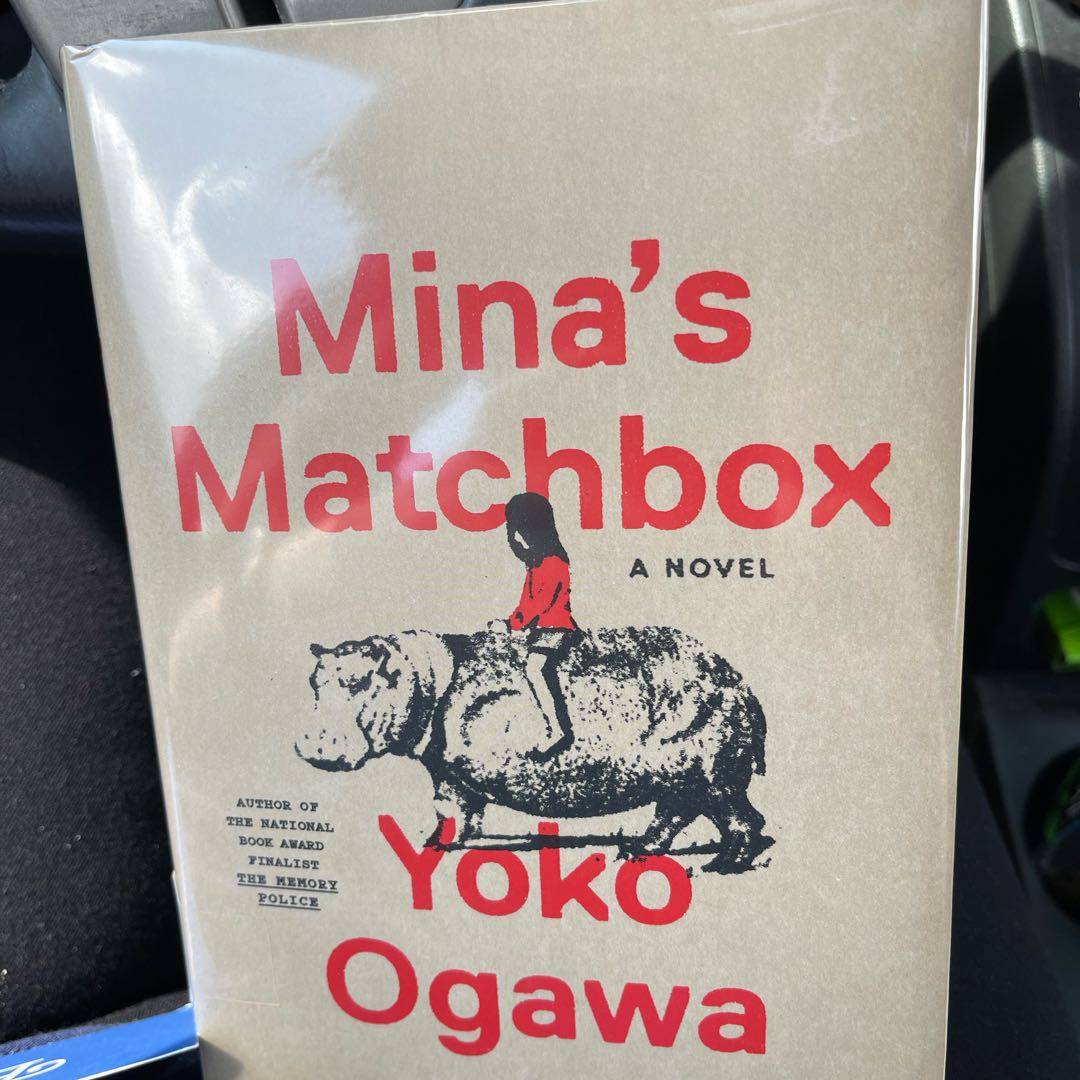 Mina's
Matchbox
A NOVEL
AUTHOR OF
THE NATIONAL
BOOK AWARD
FINALIST
THE MEMORY
POLICE
Yoko
Ogawa